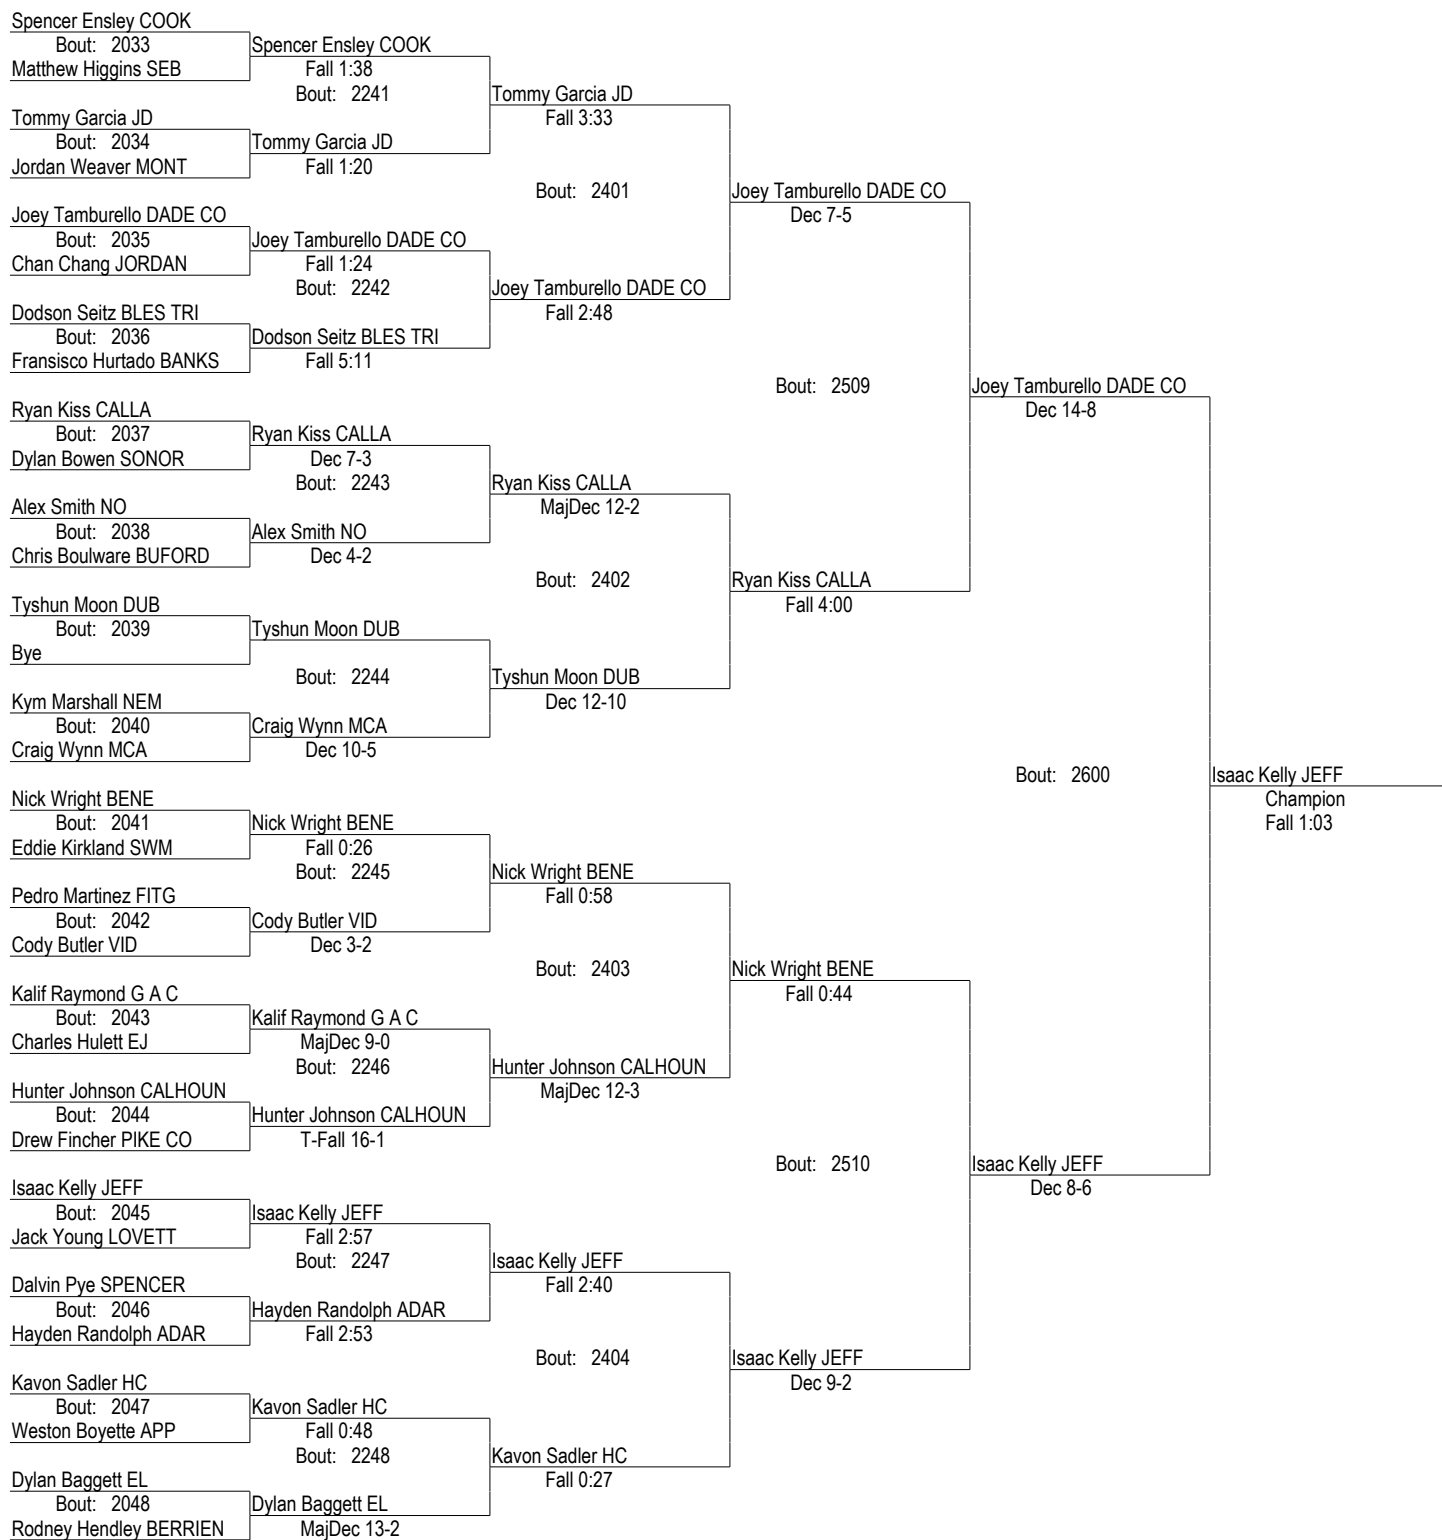 Spencer Ensley COOK
Bout: 2033
Matthew Higgins SEB
Tommy Garcia JD
Bout: 2034
Jordan Weaver MONT
Joey Tamburello DADE CO
Bout: 2035
Chan Chang JORDAN
Dodson Seitz BLES TRI
Bout: 2036
Fransisco Hurtado BANKS
Ryan Kiss CALLA
Bout: 2037
Dylan Bowen SONOR
Alex Smith NO
Bout: 2038
Chris Boulware BUFORD
Tyshun Moon DUB
Bout: 2039
Bye
Kym Marshall NEM
Bout: 2040
Craig Wynn MCA
Nick Wright BENE
Bout: 2041
Eddie Kirkland SWM
Pedro Martinez FITG
Bout: 2042
Cody Butler VID
Kalif Raymond G A C
Bout: 2043
Charles Hulett EJ
Hunter Johnson CALHOUN
Bout: 2044
Drew Fincher PIKE CO
Isaac Kelly JEFF
Bout: 2045
Jack Young LOVETT
Dalvin Pye SPENCER
Bout: 2046
Hayden Randolph ADAR
Kavon Sadler HC
Bout: 2047
Weston Boyette APP
Dylan Baggett EL
Bout: 2048
Rodney Hendley BERRIEN
Spencer Ensley COOK
Fall 1:38
Bout: 2241
Tommy Garcia JD
Fall 1:20
Joey Tamburello DADE CO
Fall 1:24
Bout: 2242
Dodson Seitz BLES TRI
Fall 5:11
Ryan Kiss CALLA
Dec 7-3
Bout: 2243
Alex Smith NO
Dec 4-2
Tyshun Moon DUB
Bout: 2244
Craig Wynn MCA
Dec 10-5
Nick Wright BENE
Fall 0:26
Bout: 2245
Cody Butler VID
Dec 3-2
Kalif Raymond G A C
MajDec 9-0
Bout: 2246
Hunter Johnson CALHOUN
T-Fall 16-1
Isaac Kelly JEFF
Fall 2:57
Bout: 2247
Hayden Randolph ADAR
Fall 2:53
Kavon Sadler HC
Fall 0:48
Bout: 2248
Dylan Baggett EL
MajDec 13-2
Tommy Garcia JD
Fall 3:33
Bout: 2401
Joey Tamburello DADE CO
Fall 2:48
Ryan Kiss CALLA
MajDec 12-2
Bout: 2402
Tyshun Moon DUB
Dec 12-10
Nick Wright BENE
Fall 0:58
Bout: 2403
Hunter Johnson CALHOUN
MajDec 12-3
Isaac Kelly JEFF
Fall 2:40
Bout: 2404
Kavon Sadler HC
Fall 0:27
Joey Tamburello DADE CO
Dec 7-5
Bout: 2509
Ryan Kiss CALLA
Fall 4:00
Nick Wright BENE
Fall 0:44
Bout: 2510
Isaac Kelly JEFF
Dec 9-2
Joey Tamburello DADE CO
Dec 14-8
Bout: 2600
Isaac Kelly JEFF
Dec 8-6
Isaac Kelly JEFF
Champion
Fall 1:03